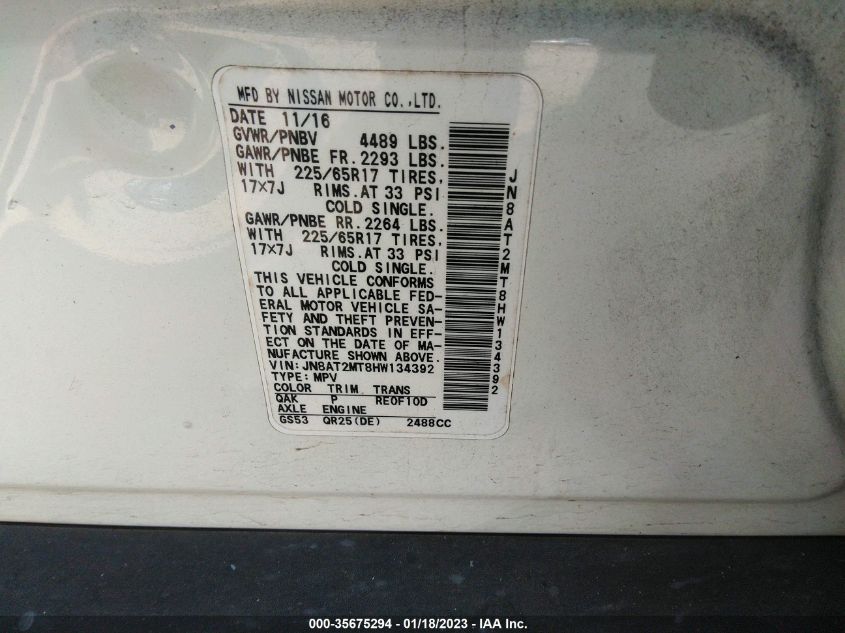 MFD BY NISSAN MOTOR CO.,LTD.
DATE 11/16
GVWR/PNBV 4489 LBS.
GAWR/PNBE FR. 2293 LBS.
WITH 225/65R17 TIRES.
17×7J RIMS.AT 33 PSI
COLD SINGLE.
GAWR/PNBE RR. 2264 LBS.
WITH 225/65R17 TIRES.
17×7J RIMS.AT 33 PSI
COLD SINGLE.
THIS VEHICLE CONFORMS
TO ALL APPLICABLE FED-
ERAL MOTOR VEHICLE SA-
FETY AND THEFT PREVEN-
TION STANDARDS IN EFF-
ECT ON THE DATE OF MA-
NUFACTURE SHOWN ABOVE.
VIN:JN8AT2MT8HW134392
TYPE:MPV
COLOR TRIM TRANS
QAK P RE0F10D
AXLE ENGINE
GS53 QR25(DE) 2488CC
JN8AT2MT8HW134392
000-35675294 - 01/18/2023 - IAA Inc.